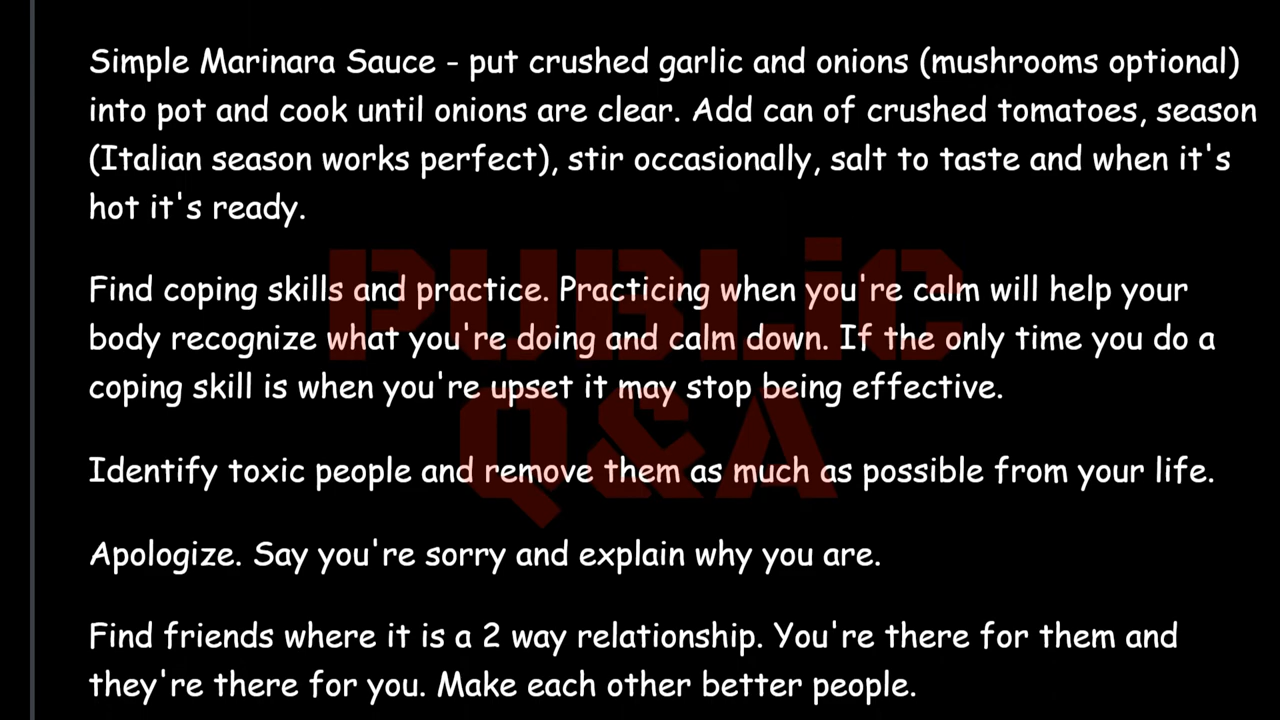 Simple Marinara Sauce - put crushed garlic and onions (mushrooms optional)
into pot and cook until onions are clear. Add can of crushed tomatoes, season
(Italian season works perfect), stir occasionally, salt to taste and when it's
hot it's ready.
Find coping skills and practice. Practicing when you're calm will help your
body recognize what you're doing and calm down. If the only time you do a
coping skill is when you're upset it may stop being effective.
Identify toxic people and remove them as much as possible from your life.
Apologize. Say you're sorry and explain why you are.
Find friends where it is a 2 way relationship. You're there for them and
they're there for you. Make each other better people.
PUBLiC
Q&A